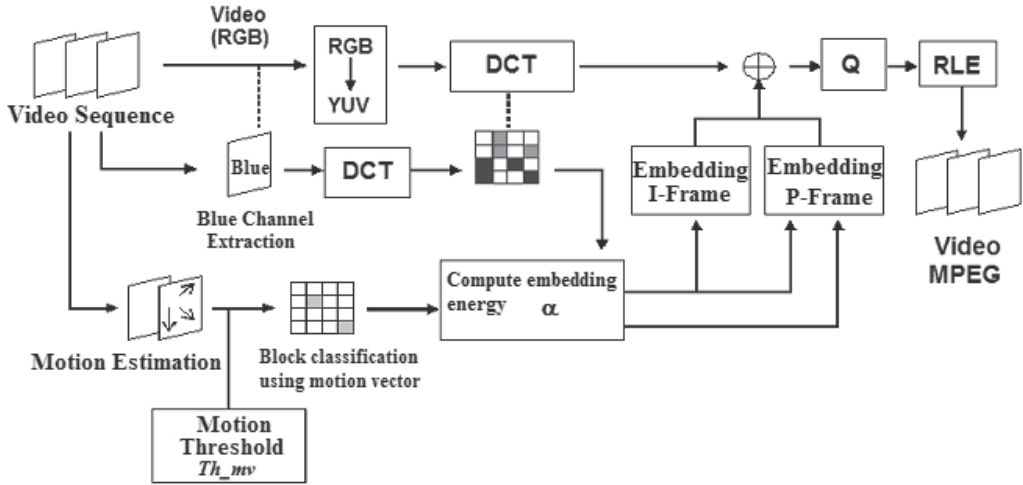 Video
(RGB)
RGB
YUV
DCT
Q
RLE
Video Sequence
Blue
DCT
Blue Channel
Extraction
Embedding
I-Frame
Embedding
P-Frame
Video
MPEG
Compute embedding
energy α
Motion Estimation
Block classification
using motion vector
Motion
Threshold
Th_mv